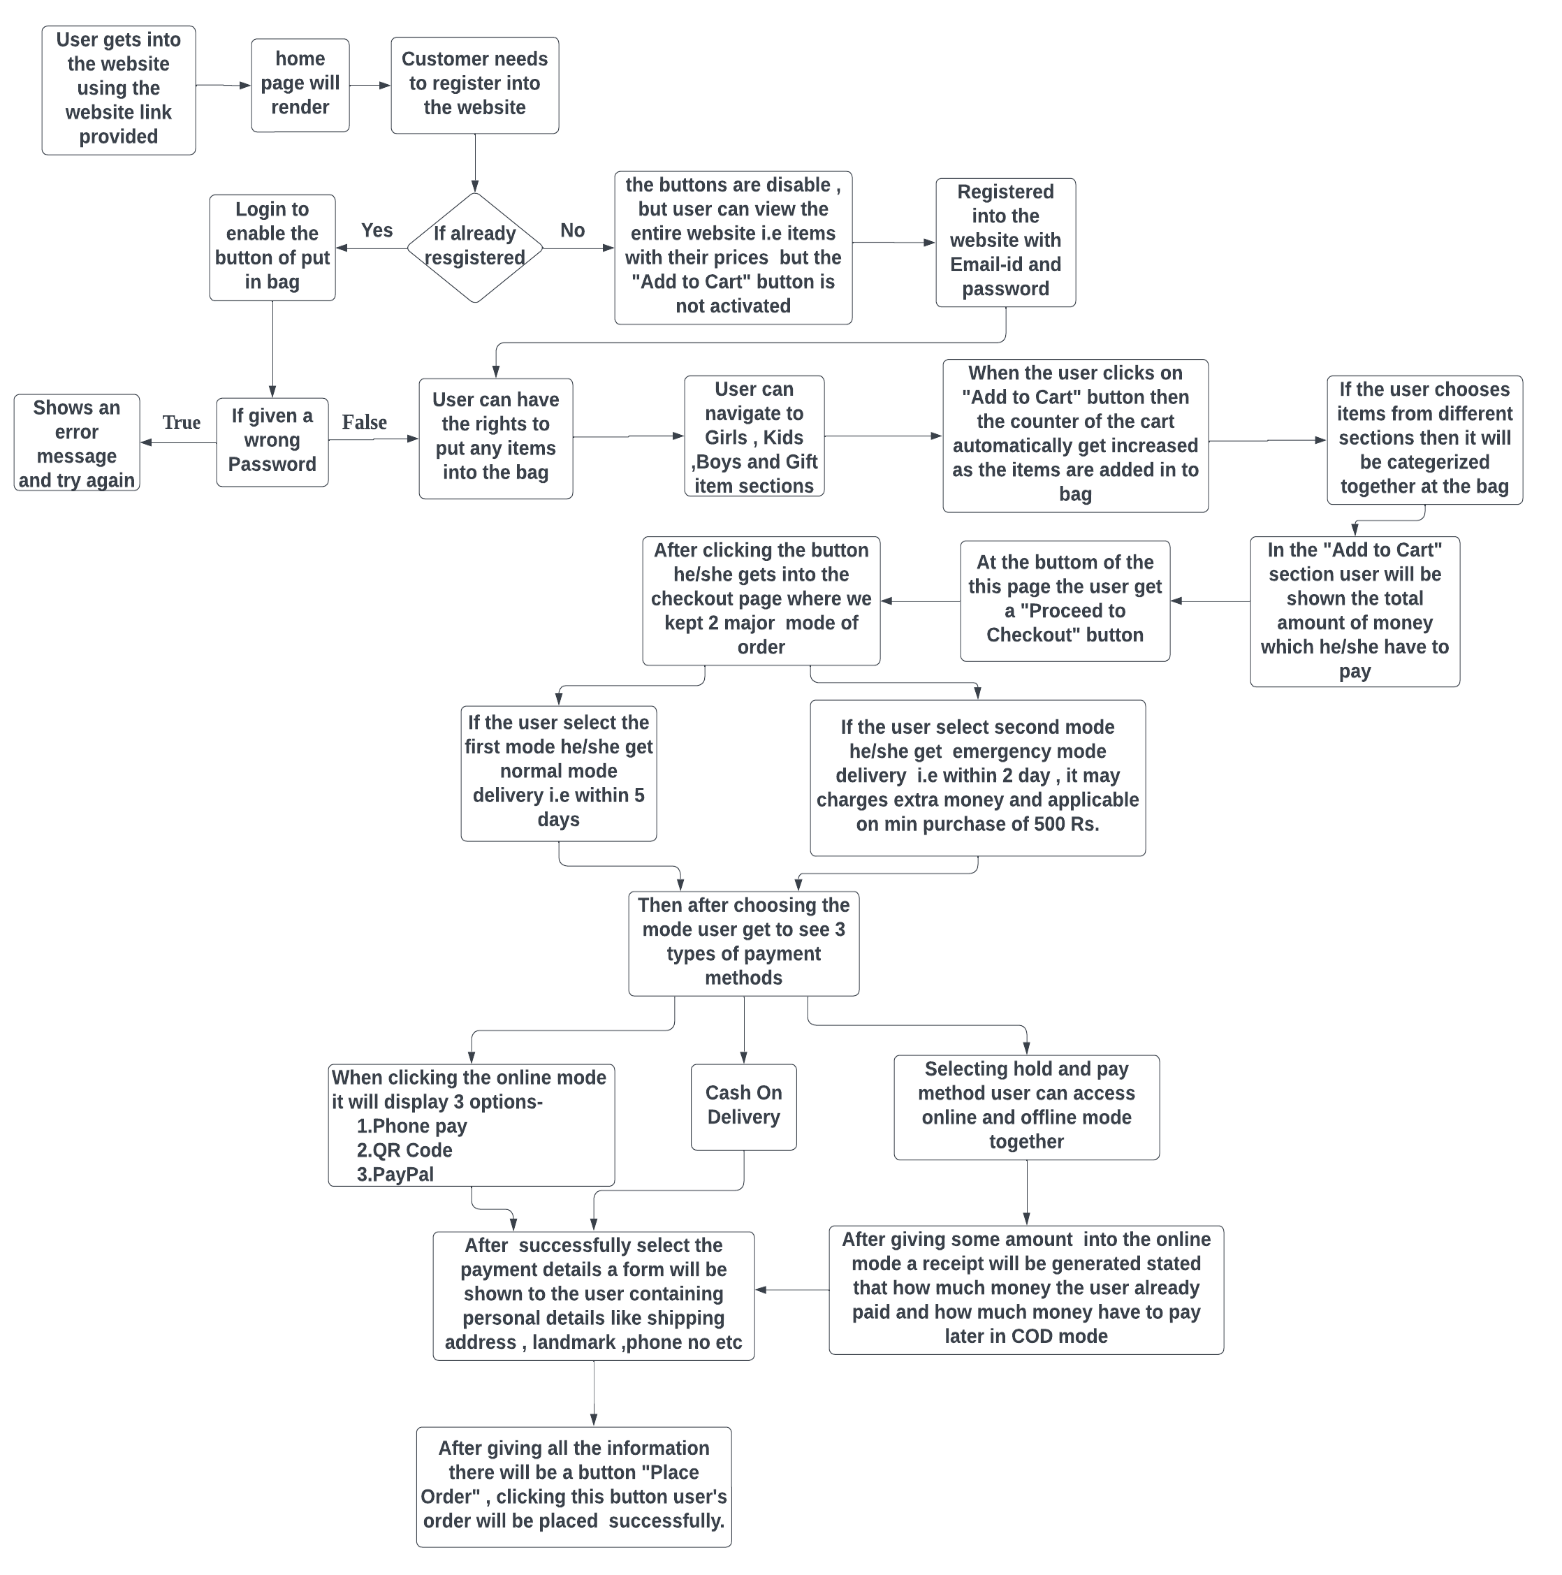 User gets into
the website
using the
website link
provided
home
page will
render
Customer needs
to register into
the website
Login to
enable the
button of put
in bag
Yes
If already
resgistered
No
the buttons are disable ,
but user can view the
entire website i.e items
with their prices  but the
"Add to Cart" button is
not activated
Registered
into the
website with
Email-id and
password
Shows an
error
message
and try again
True
If given a
wrong
Password
False
User can have
the rights to
put any items
into the bag
User can
navigate to
Girls , Kids
,Boys and Gift
item sections
When the user clicks on
"Add to Cart" button then
the counter of the cart
automatically get increased
as the items are added in to
bag
If the user chooses
items from different
sections then it will
be categerized
together at the bag
In the "Add to Cart"
section user will be
shown the total
amount of money
which he/she have to
pay
At the buttom of the
this page the user get
a "Proceed to
Checkout" button
After clicking the button
he/she gets into the
checkout page where we
kept 2 major  mode of
order
If the user select the
first mode he/she get
normal mode
delivery i.e within 5
days
If the user select second mode
he/she get  emergency mode
delivery  i.e within 2 day , it may
charges extra money and applicable
on min purchase of 500 Rs.
Then after choosing the
mode user get to see 3
types of payment
methods
When clicking the online mode
it will display 3 options-
1.Phone pay
2.QR Code
3.PayPal
Cash On
Delivery
Selecting hold and pay
method user can access
online and offline mode
together
After  successfully select the
payment details a form will be
shown to the user containing
personal details like shipping
address , landmark ,phone no etc
After giving some amount  into the online
mode a receipt will be generated stated
that how much money the user already
paid and how much money have to pay
later in COD mode
After giving all the information
there will be a button "Place
Order" , clicking this button user's
order will be placed  successfully.